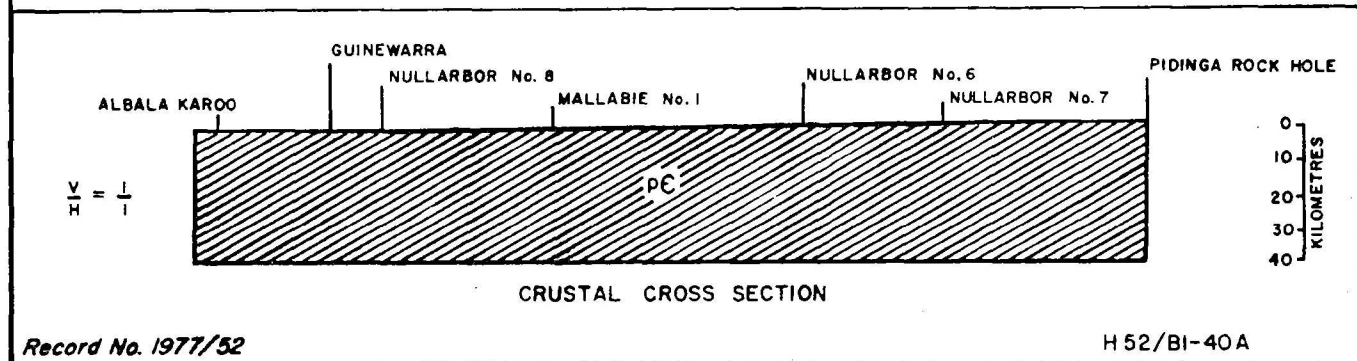 GUINEWARRA
PIDINGA ROCK HOLE
NULLARBOR No. 8
NULLARBOR No. 6
ALBALA KAROO
MALLABIE No. 1
NULLARBOR No. 7
0
10
20
30
40
KILOMETRES
V/H = 1/1
P€
CRUSTAL CROSS SECTION
Record No. 1977/52
H 52/B1-40A